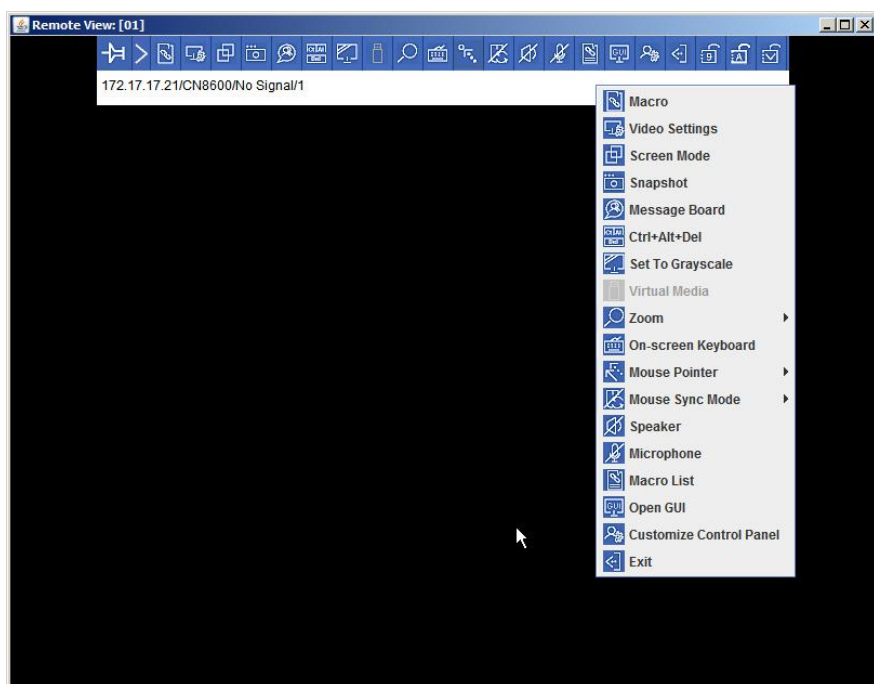 Remote View: [01]
172.17.17.21/CN8600/No Signal/1
Macro
Video Settings
Screen Mode
Snapshot
Message Board
Ctrl+Alt+Del
Set To Grayscale
Virtual Media
Zoom
On-screen Keyboard
Mouse Pointer
Mouse Sync Mode
Speaker
Microphone
Macro List
GUI Open GUI
Customize Control Panel
Exit